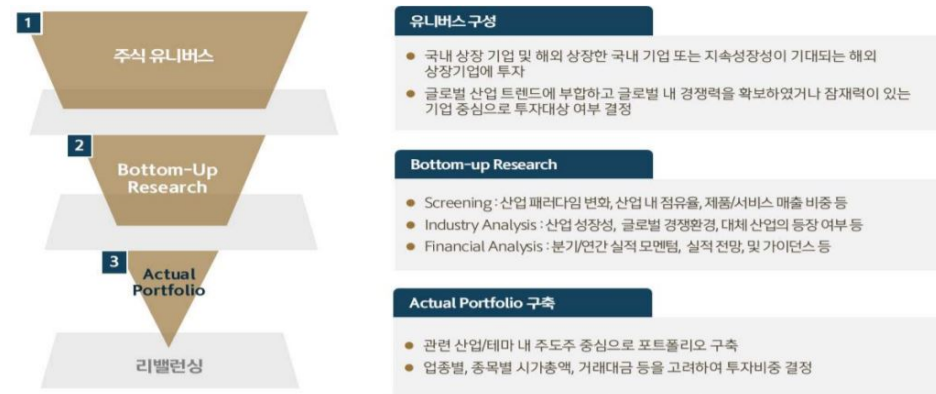 1
주식 유니버스
2
Bottom-Up
Research
3
Actual
Portfolio
리밸런싱
유니버스 구성
● 국내 상장 기업 및 해외 상장한 국내 기업 또는 지속성장성이 기대되는 해외
상장기업에 투자
● 글로벌 산업 트렌드에 부합하고 글로벌 내 경쟁력을 확보하였거나 잠재력이 있는
기업 중심으로 투자대상 여부 결정
Bottom-up Research
● Screening : 산업 패러다임 변화, 산업 내 점유율, 제품/서비스 매출 비중 등
● Industry Analysis : 산업 성장성, 글로벌 경쟁환경, 대체 산업의 등장 여부 등
● Financial Analysis : 분기/연간 실적 모멘텀, 실적 전망, 및 가이던스 등
Actual Portfolio 구축
● 관련 산업/테마 내 주도주 중심으로 포트폴리오 구축
● 업종별, 종목별 시가총액, 거래대금 등을 고려하여 투자비중 결정